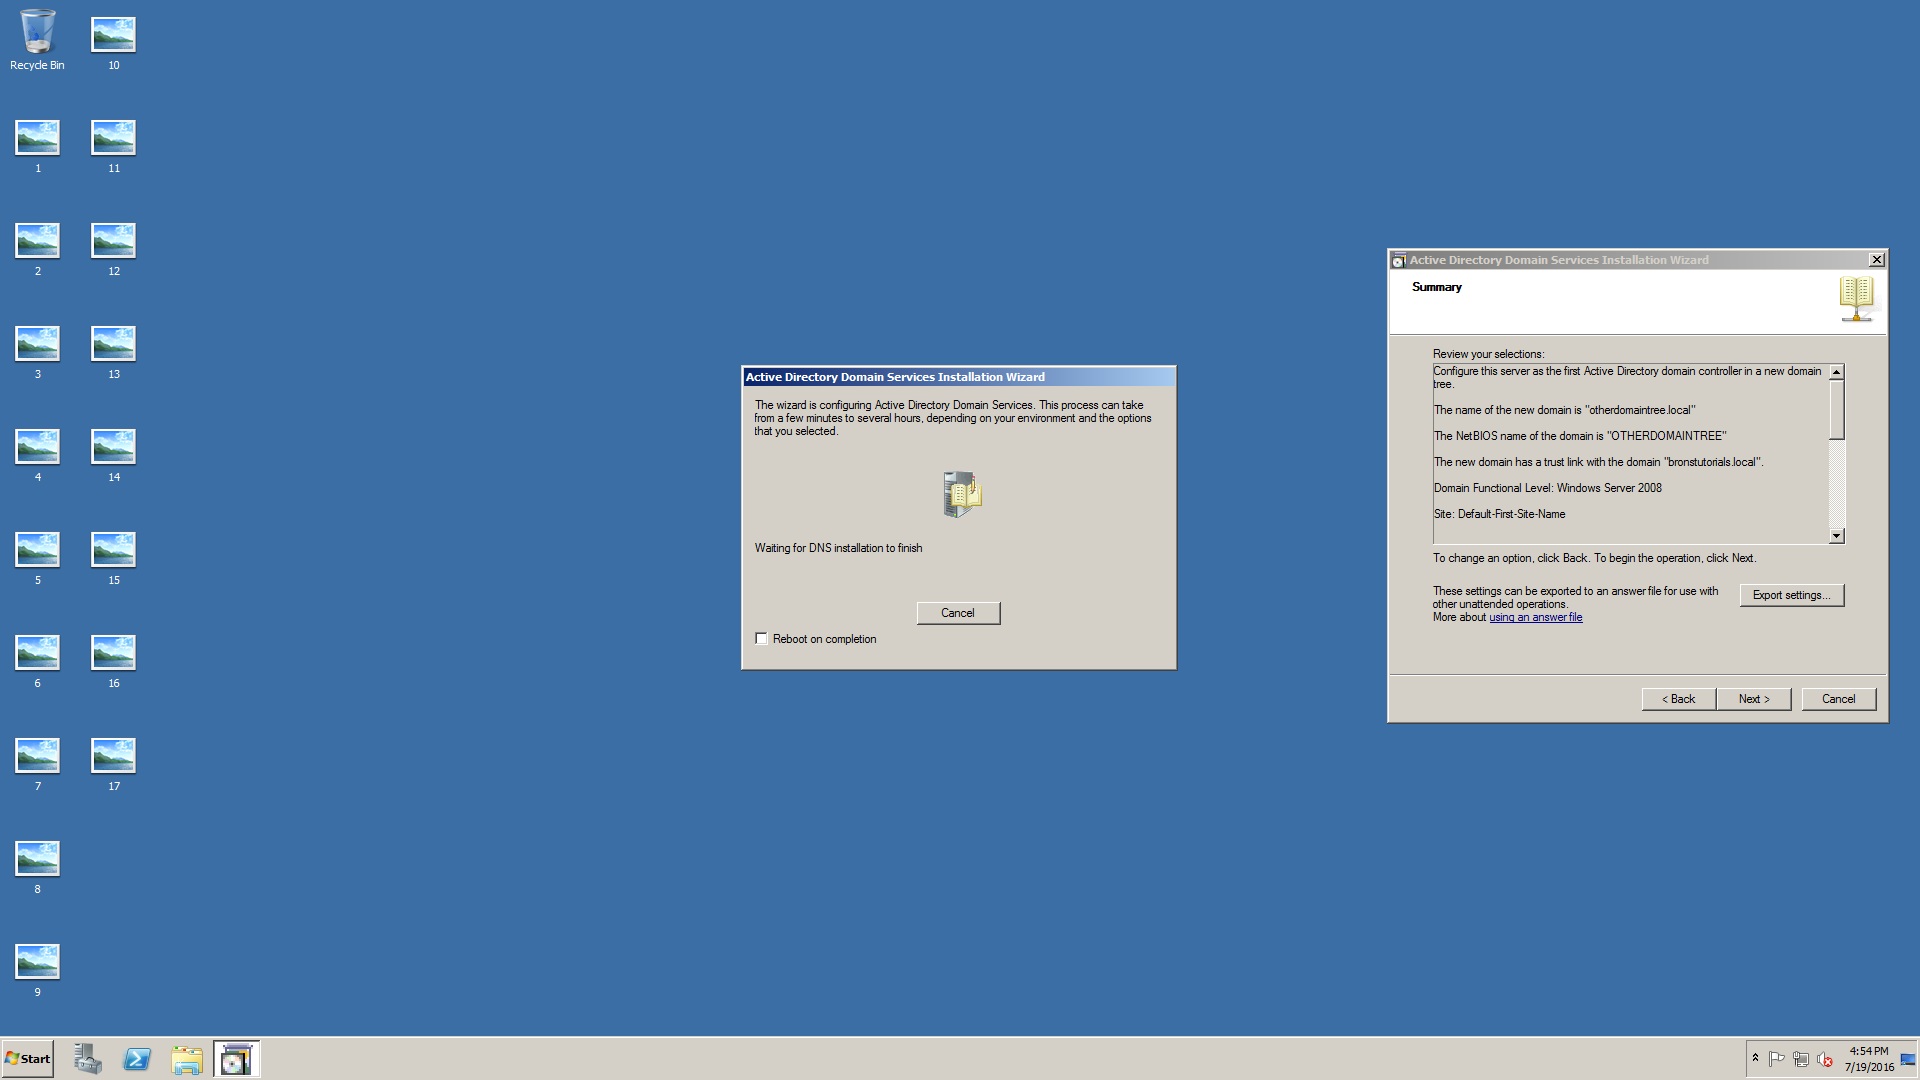 Recycle Bin
10
1
11
2
12
3
13
4
14
5
15
6
16
7
17
8
9
Active Directory Domain Services Installation Wizard
The wizard is configuring Active Directory Domain Services. This process can take
from a few minutes to several hours, depending on your environment and the options
that you selected.
Waiting for DNS installation to finish
Cancel
Reboot on completion
Active Directory Domain Services Installation Wizard
Summary
Review your selections:
Configure this server as the first Active Directory domain controller in a new domain
tree.
The name of the new domain is "otherdomaintree.local"
The NetBIOS name of the domain is "OTHERDOMAINTREE"
The new domain has a trust link with the domain "bronstutorials.local".
Domain Functional Level: Windows Server 2008
Site: Default-First-Site-Name
To change an option, click Back. To begin the operation, click Next.
These settings can be exported to an answer file for use with
other unattended operations.
More about using an answer file
Export settings...
< Back
Next >
Cancel
Start
4:54 PM
7/19/2016